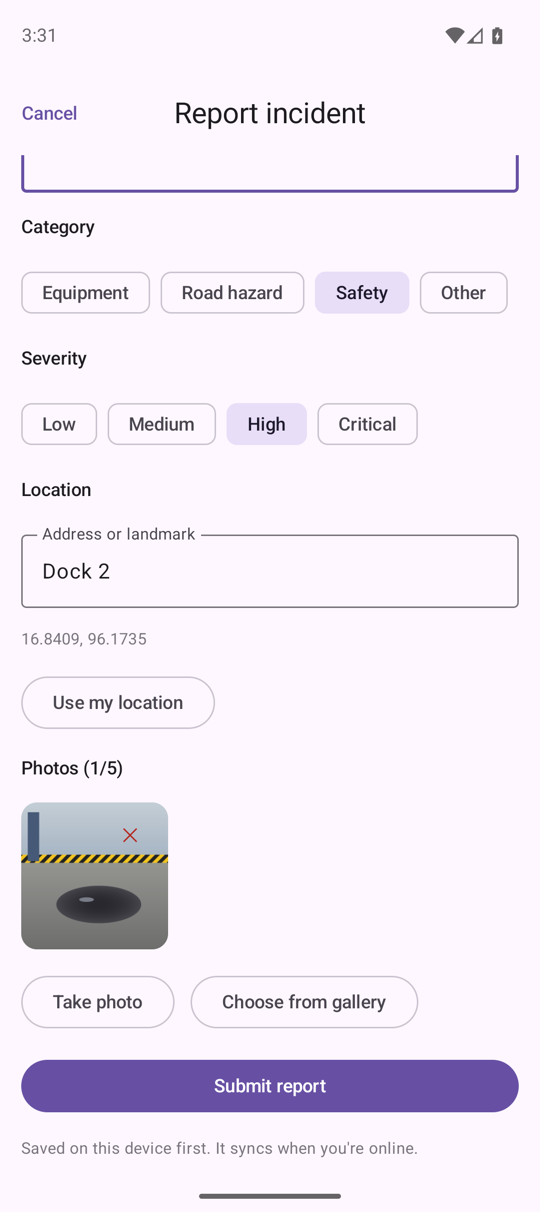 3:31
Cancel
Report incident
Category
Equipment
Road hazard
Safety
Other
Severity
Low
Medium
High
Critical
Location
Address or landmark
Dock 2
16.8409, 96.1735
Use my location
Photos (1/5)
Take photo
Choose from gallery
Submit report
Saved on this device first. It syncs when you're online.